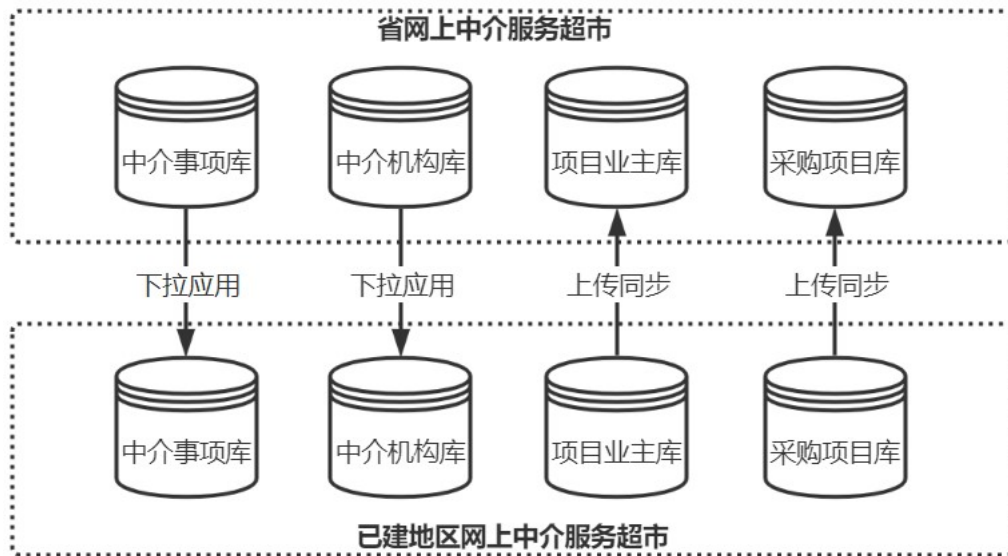 省网上中介服务超市
中介事项库 中介机构库 项目业主库 采购项目库
下拉应用 下拉应用 上传同步 上传同步
中介事项库 中介机构库 项目业主库 采购项目库
已建地区网上中介服务超市